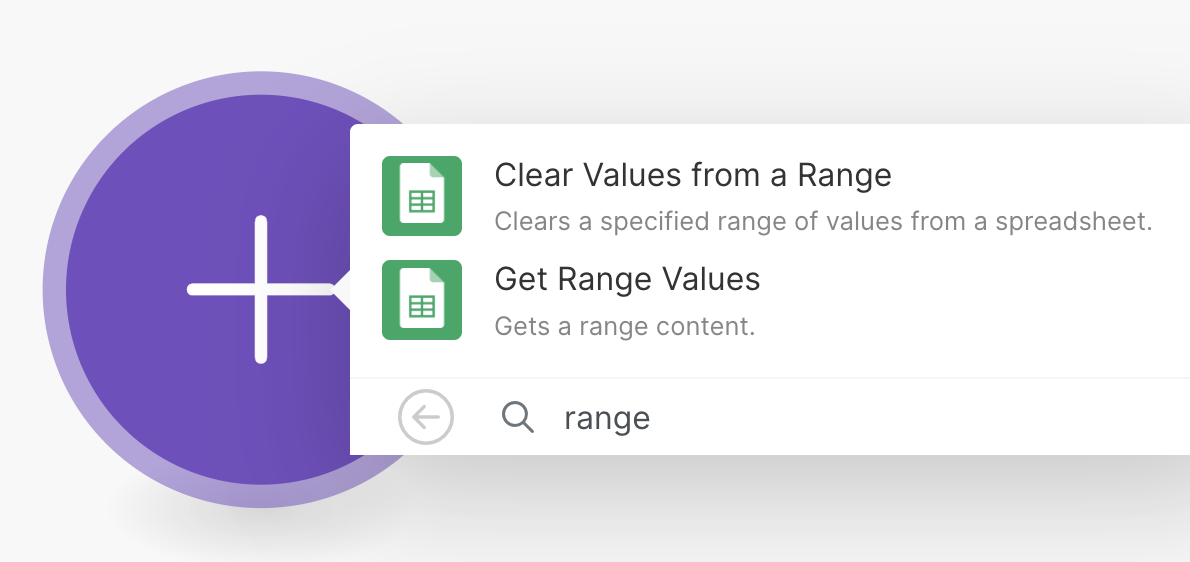 Clear Values from a Range
Clears a specified range of values from a spreadsheet.
Get Range Values
Gets a range content.
range